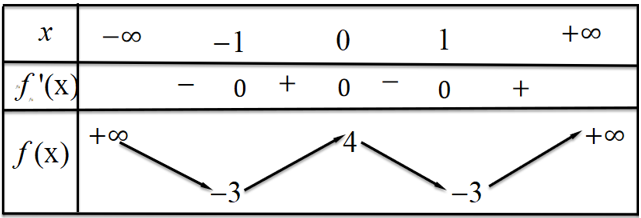 x −∞ −1 0 1 +∞
f '(x) − 0 + 0 − 0 +
+∞ 4 +∞
f (x)
−3 −3